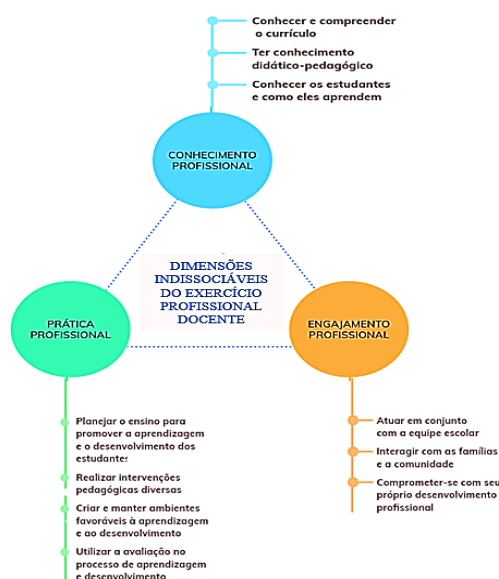 Conhecer e compreender
o currículo
Ter conhecimento
didático-pedagógico
Conhecer os estudantes
e como eles aprendem
CONHECIMENTO
PROFISSIONAL
DIMENSÕES
INDISSOCIÁVEIS
DO EXERCÍCIO
PROFISSIONAL
DOCENTE
PRÁTICA
PROFISSIONAL
ENGAJAMENTO
PROFISSIONAL
Planejar o ensino para
promover a aprendizagem
e o desenvolvimento dos
estudantes
Realizar intervenções
pedagógicas diversas
Criar e manter ambientes
favoráveis à aprendizagem
e ao desenvolvimento
Utilizar a avaliação no
processo de aprendizagem
e desenvolvimento
Atuar em conjunto
com a equipe escolar
Interagir com as famílias
e a comunidade
Comprometer-se com seu
próprio desenvolvimento
profissional